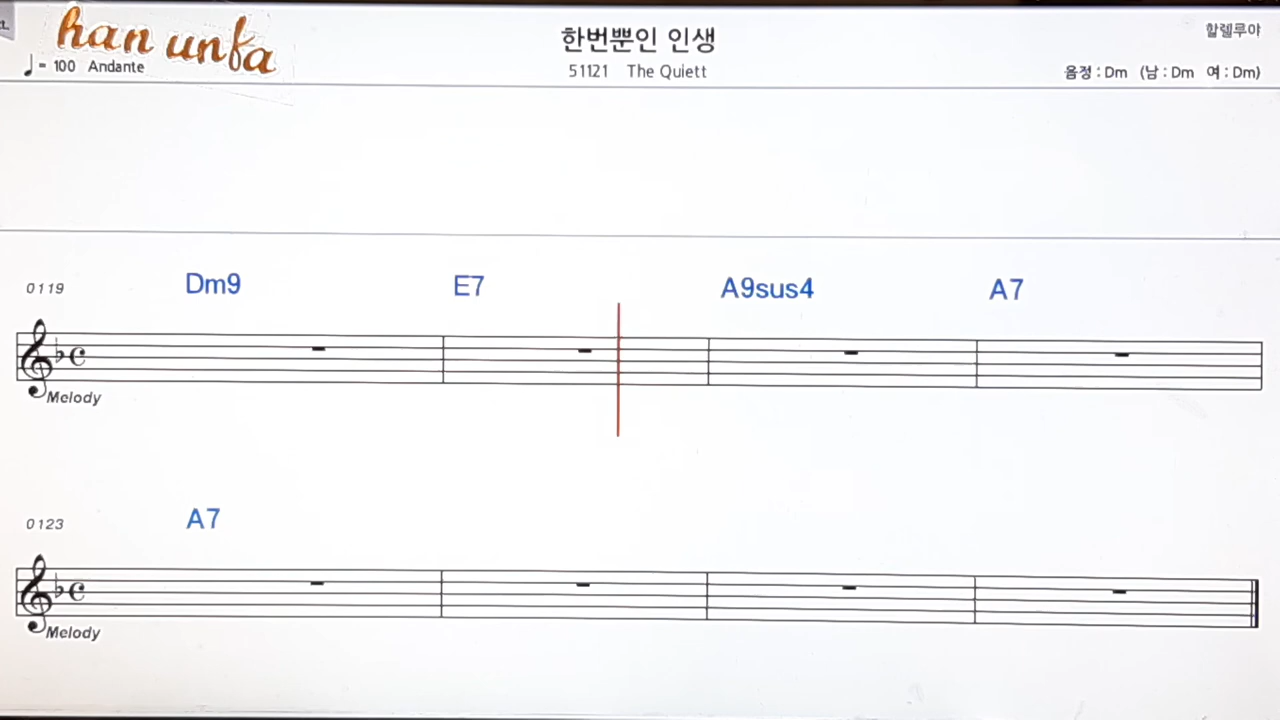 han unfa
한번뿐인 인생
할렐루야
♩= 100 Andante
51121 The Quiett
음정 : Dm (남 : Dm 여 : Dm)
0119 Dm9 E7 A9sus4 A7
Melody
0123 A7
Melody